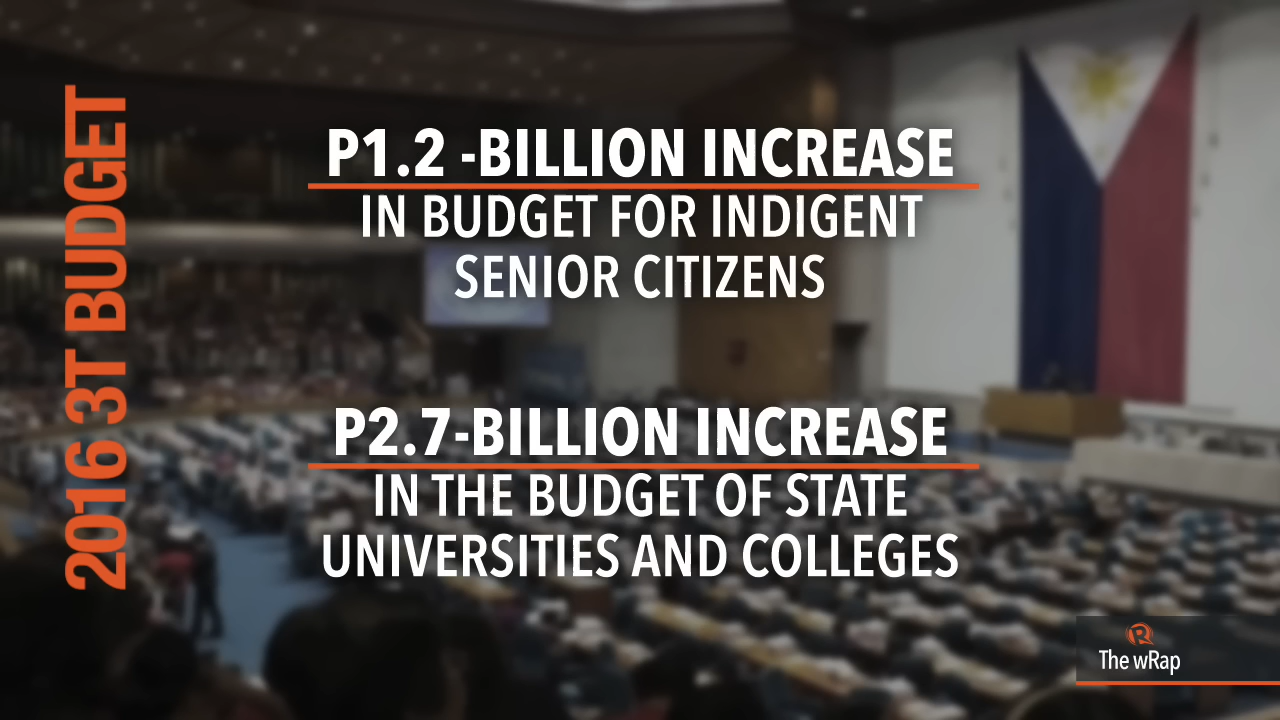 2016 3T BUDGET
P1.2 -BILLION INCREASE
IN BUDGET FOR INDIGENT
SENIOR CITIZENS
P2.7-BILLION INCREASE
IN THE BUDGET OF STATE
UNIVERSITIES AND COLLEGES
R
The wRap